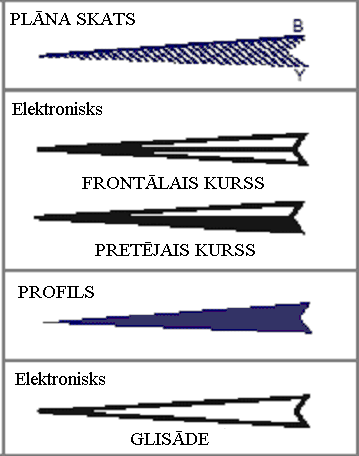 PLĀNA SKATS
B
Y
Elektronisks
FRONTĀLAIS KURSS
PRETĒJAIS KURSS
PROFILS
Elektronisks
GLISĀDE